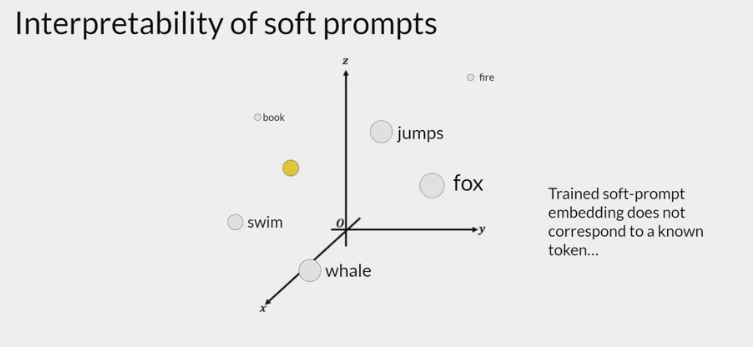 Interpretability of soft prompts
z
fire
book
jumps
fox
swim
0
y
whale
x
Trained soft-prompt
embedding does not
correspond to a known
token...